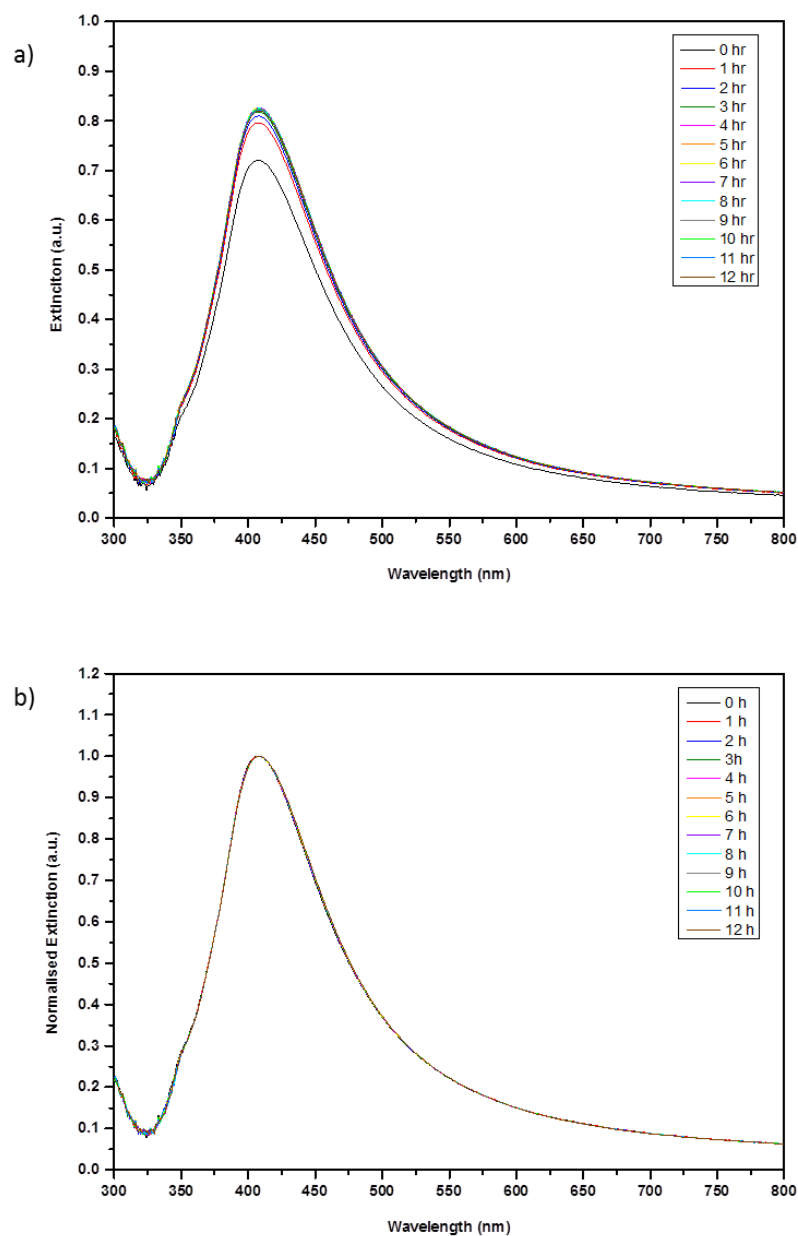 a)
1.0
0.9
0.8
0.7
0.6
0.5
0.4
0.3
0.2
0.1
0.0
Extinciton (a.u.)
0 hr
1 hr
2 hr
3 hr
4 hr
5 hr
6 hr
7 hr
8 hr
9 hr
10 hr
11 hr
12 hr
300 350 400 450 500 550 600 650 700 750 800
Wavelength (nm)
b)
1.2
1.1
1.0
0.9
0.8
0.7
0.6
0.5
0.4
0.3
0.2
0.1
0.0
Normalised Extinction (a.u.)
0 h
1 h
2 h
3h
4 h
5 h
6 h
7 h
8 h
9 h
10 h
11 h
12 h
300 350 400 450 500 550 600 650 700 750 800
Wavelength (nm)